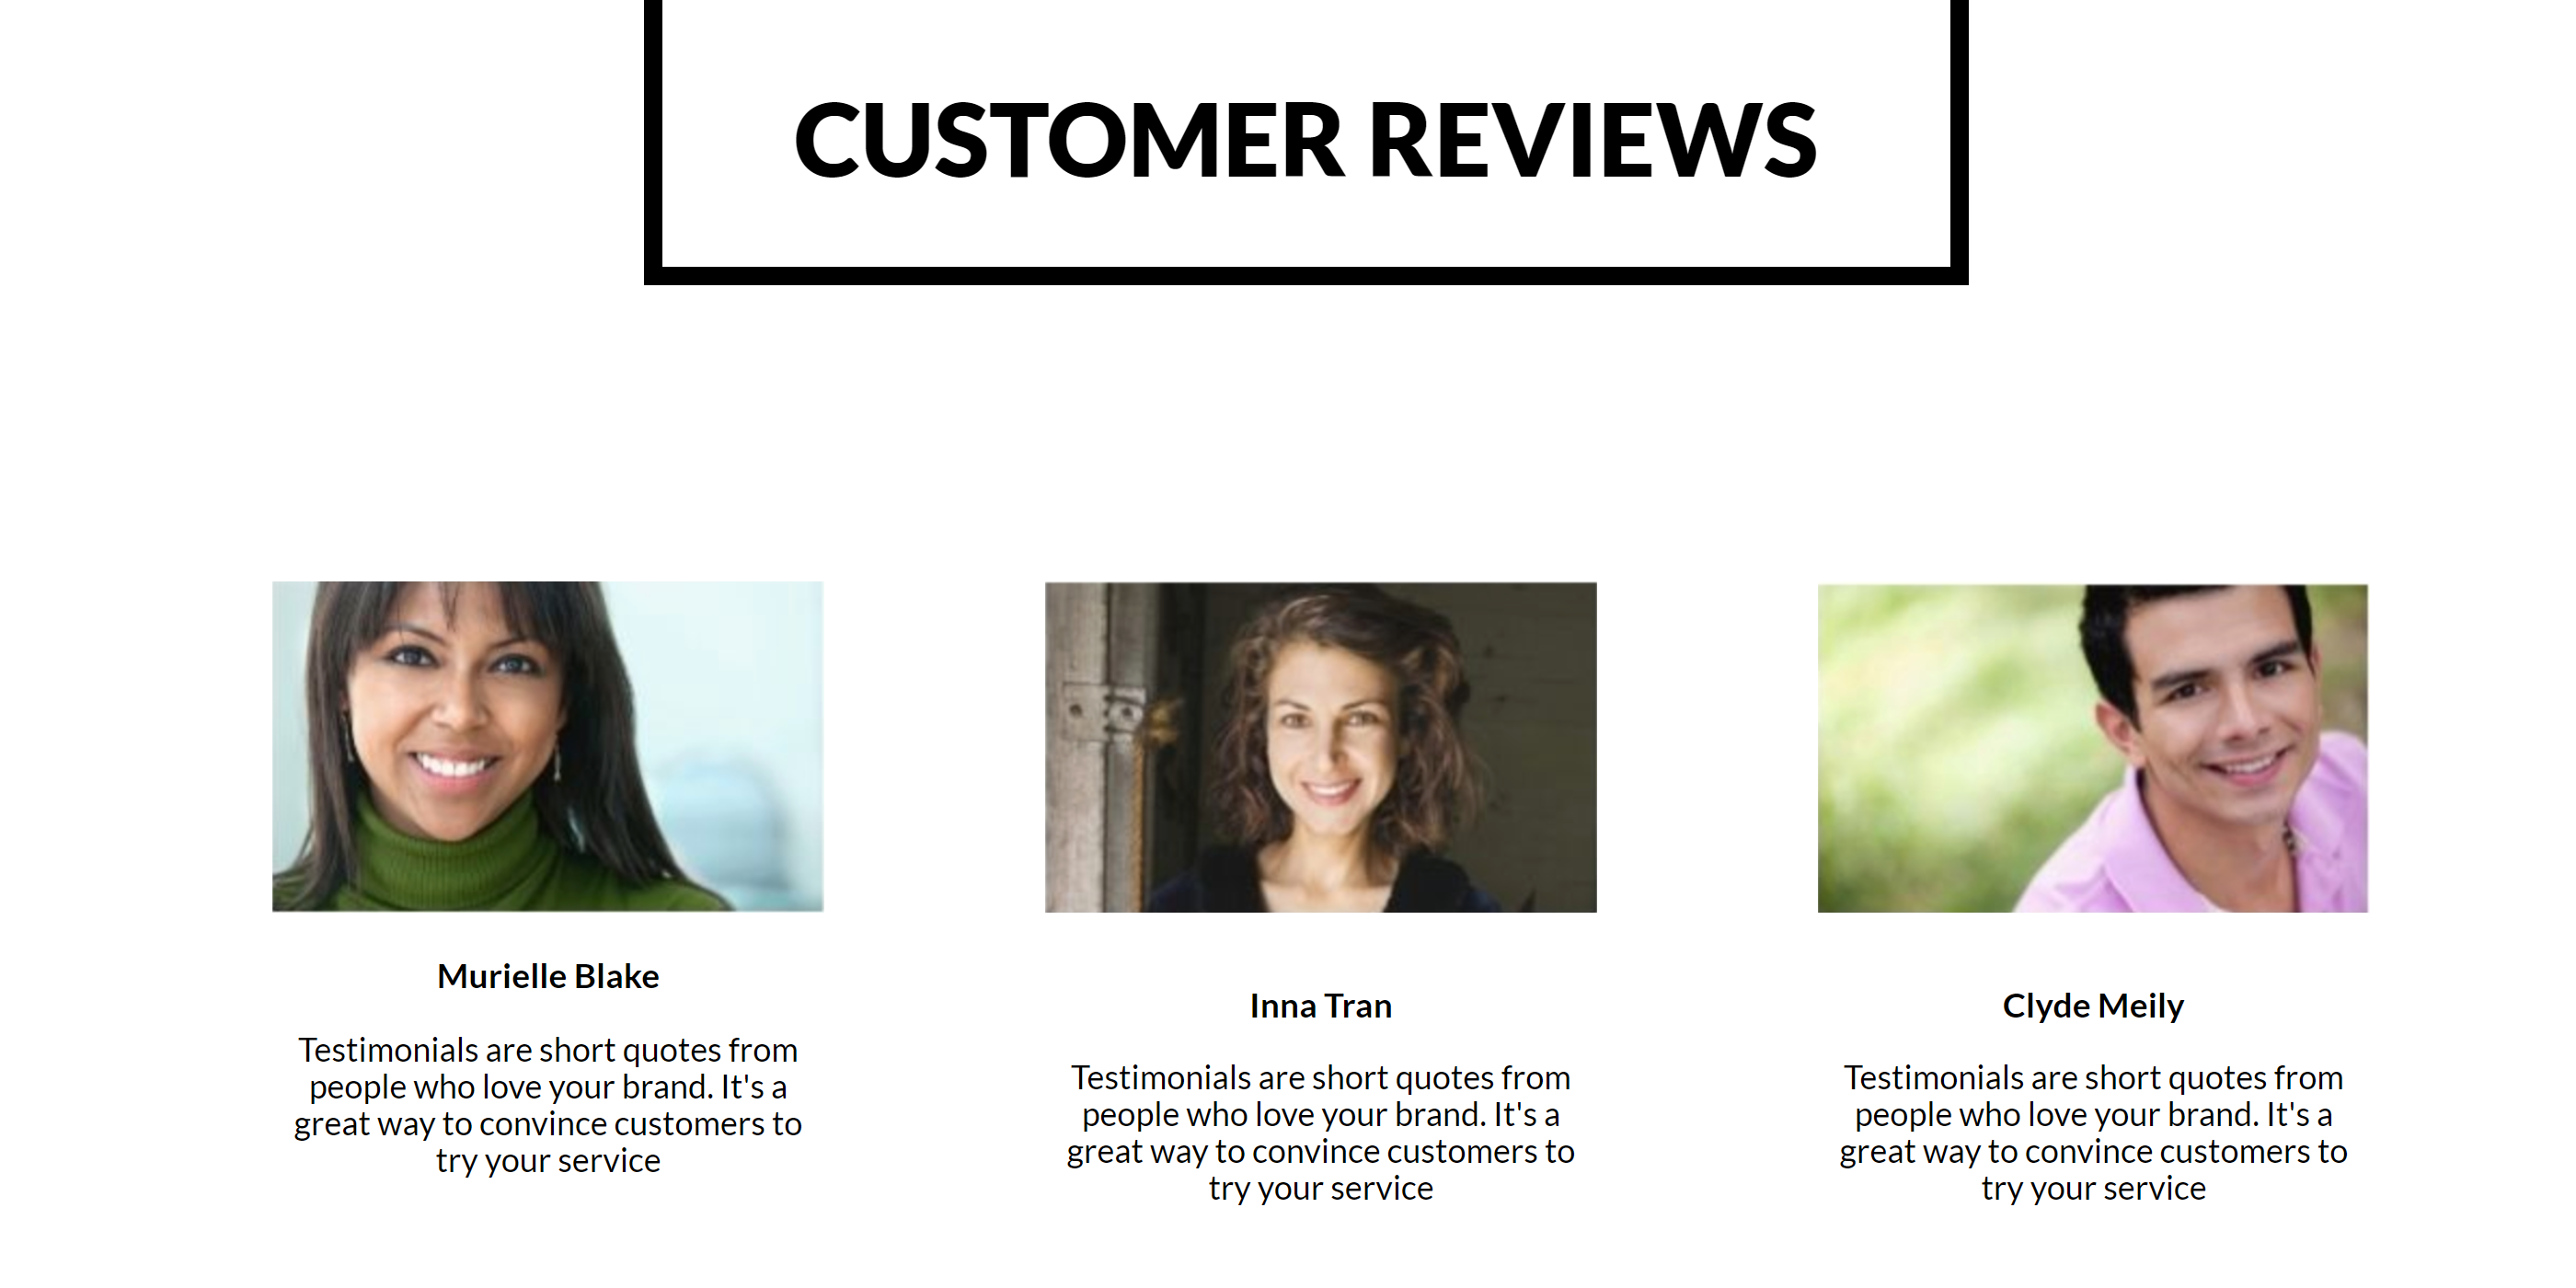 CUSTOMER REVIEWS
Murielle Blake
Testimonials are short quotes from
people who love your brand. It's a
great way to convince customers to
try your service
Inna Tran
Testimonials are short quotes from
people who love your brand. It's a
great way to convince customers to
try your service
Clyde Meily
Testimonials are short quotes from
people who love your brand. It's a
great way to convince customers to
try your service